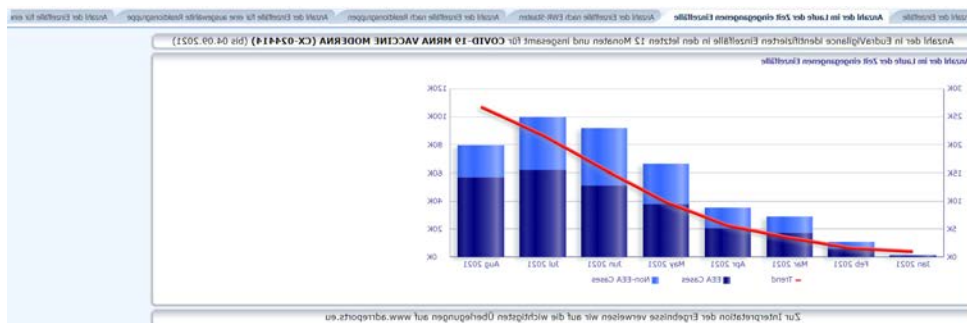 zahl der Einzelfälle Anzahl der im Laufe der Zeit eingegangenen Einzelfälle Anzahl der Einzelfälle nach EWR-Staaten Anzahl der Einzelfälle nach Reaktionsgruppen Anzahl der Einzelfälle für eine ausgewählte Reaktionsgruppe Anzahl der Einzelfälle für ein
Anzahl der in EudraVigilance identifizierten Einzelfälle in den letzten 12 Monaten und insgesamt für COVID-19 MRNA VACCINE MODERNA (CX-024414) (bis 04.09.2021)
Anzahl der im Laufe der Zeit eingegangenen Einzelfälle
30K 120K
25K 100K
20K 80K
15K 60K
10K 40K
5K 20K
0K 0K
Jan 2021 Feb 2021 Mar 2021 Apr 2021 May 2021 Jun 2021 Jul 2021 Aug 2021
Trend EEA Cases Non-EEA Cases
Zur Interpretation der Ergebnisse verweisen wir auf die wichtigsten Überlegungen auf www.adrreports.eu.